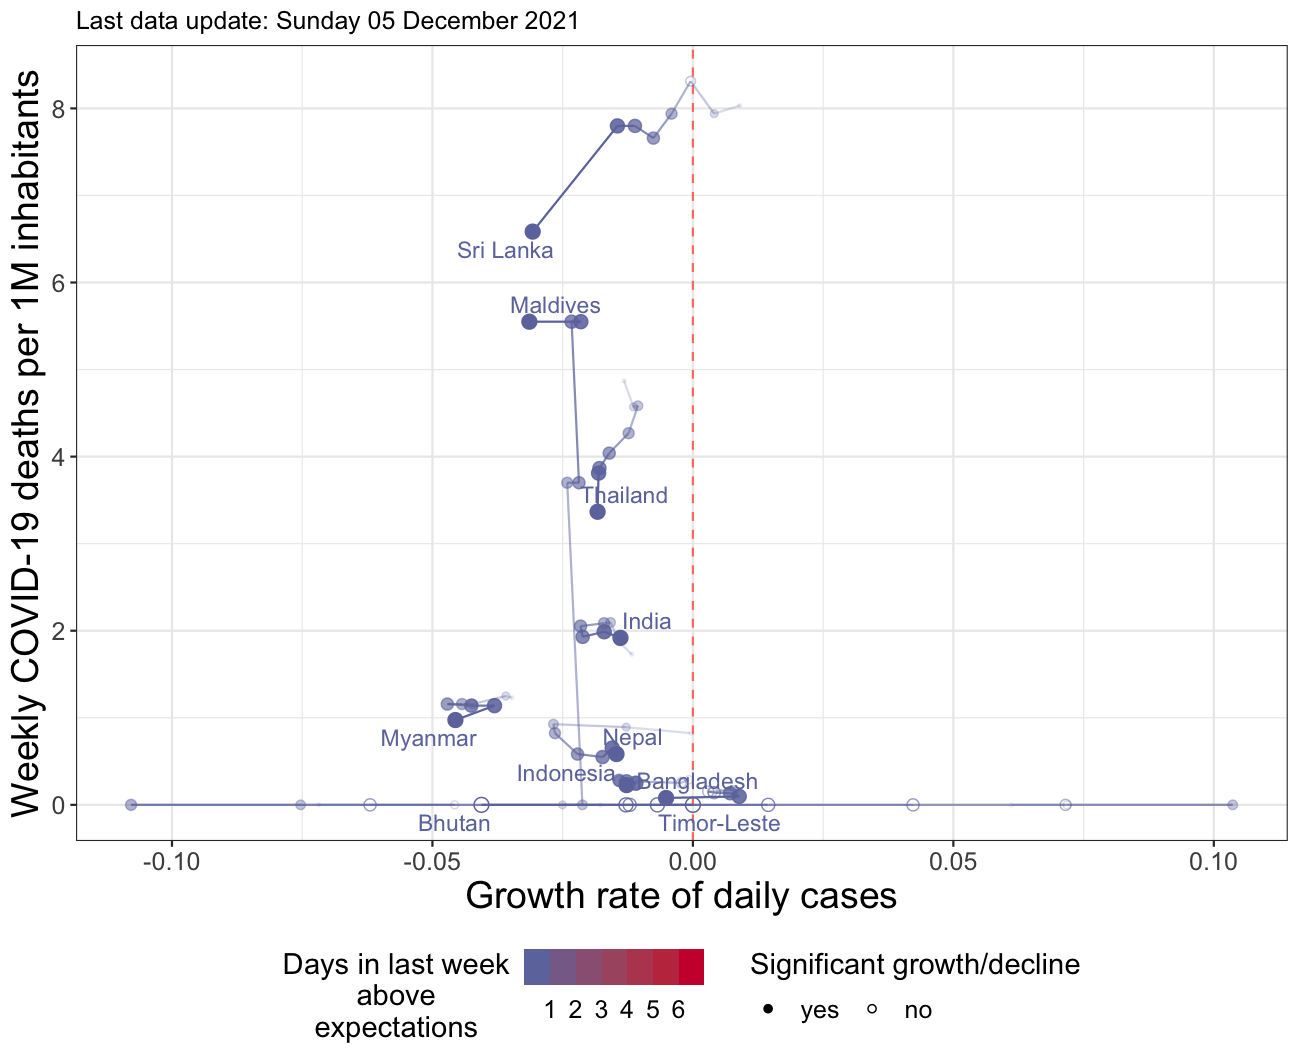 Last data update: Sunday 05 December 2021
Weekly COVID-19 deaths per 1M inhabitants
8
6
4
2
0
Sri Lanka
Maldives
Thailand
India
Myanmar
Nepal
Indonesia
Bangladesh
Bhutan
Timor-Leste
-0.10
-0.05
0.00
0.05
0.10
Growth rate of daily cases
Days in last week
above
expectations
1 2 3 4 5 6
Significant growth/decline
yes
no